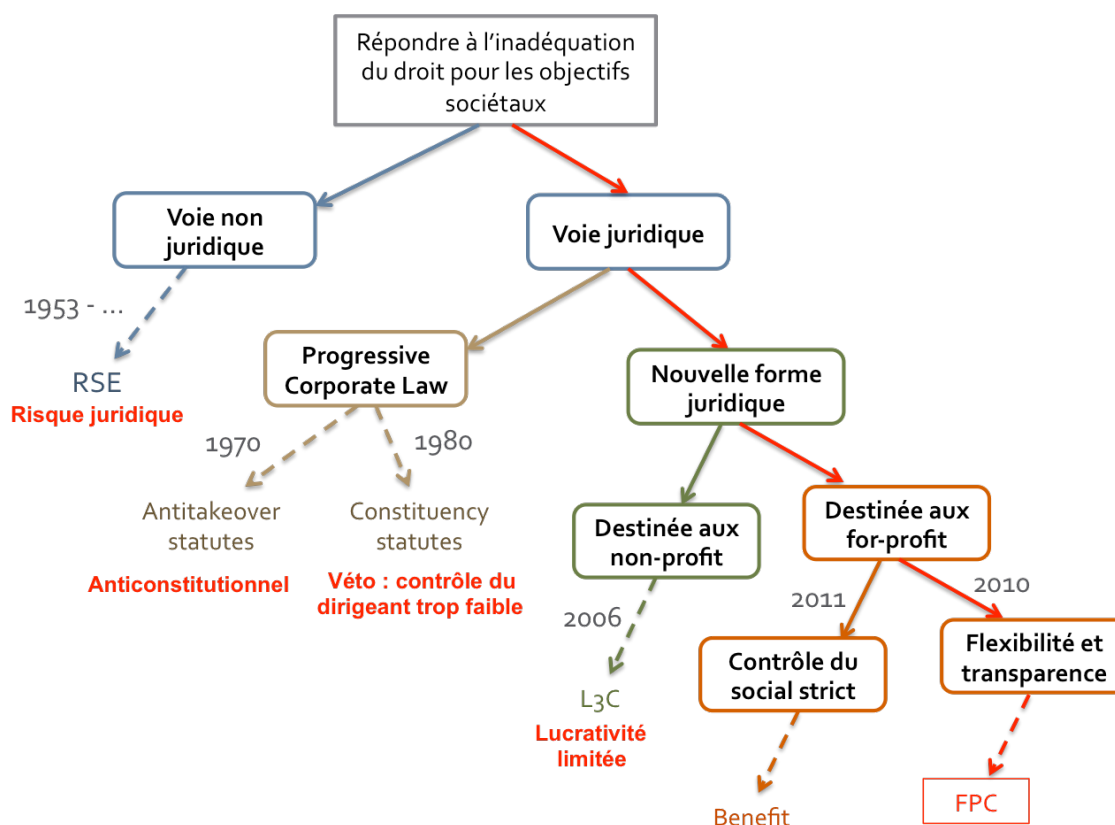 Répondre à l'inadéquation
du droit pour les objectifs
sociétaux
Voie non
juridique
Voie juridique
1953 - ...
RSE
Risque juridique
Progressive
Corporate Law
Nouvelle forme
juridique
1970
1980
Antitakeover
statutes
Anticonstitutionnel
Constituency
statutes
Véto : contrôle du
dirigeant trop faible
Destinée aux
non-profit
Destinée aux
for-profit
2006
2011
2010
L3C
Lucrativité
limitée
Contrôle du
social strict
Flexibilité et
transparence
Benefit
FPC